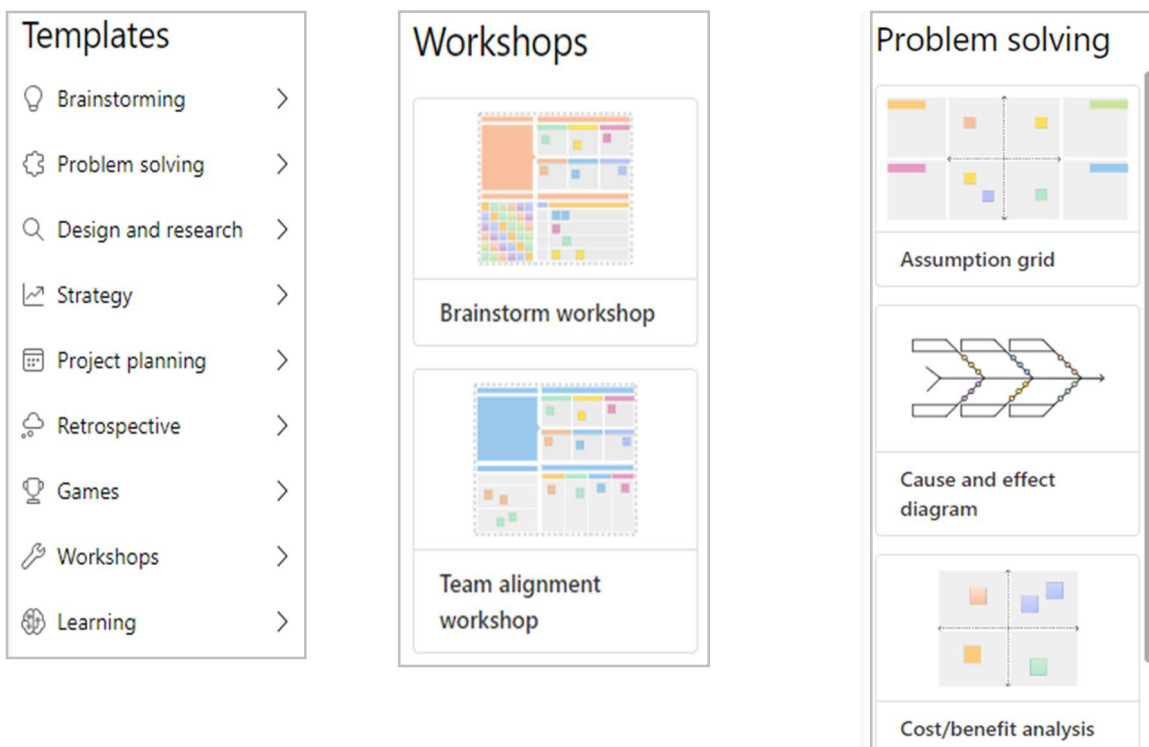 Templates
Brainstorming
Problem solving
Design and research
Strategy
Project planning
Retrospective
Games
Workshops
Learning
Workshops
Brainstorm workshop
Team alignment
workshop
Problem solving
Assumption grid
Cause and effect
diagram
Cost/benefit analysis